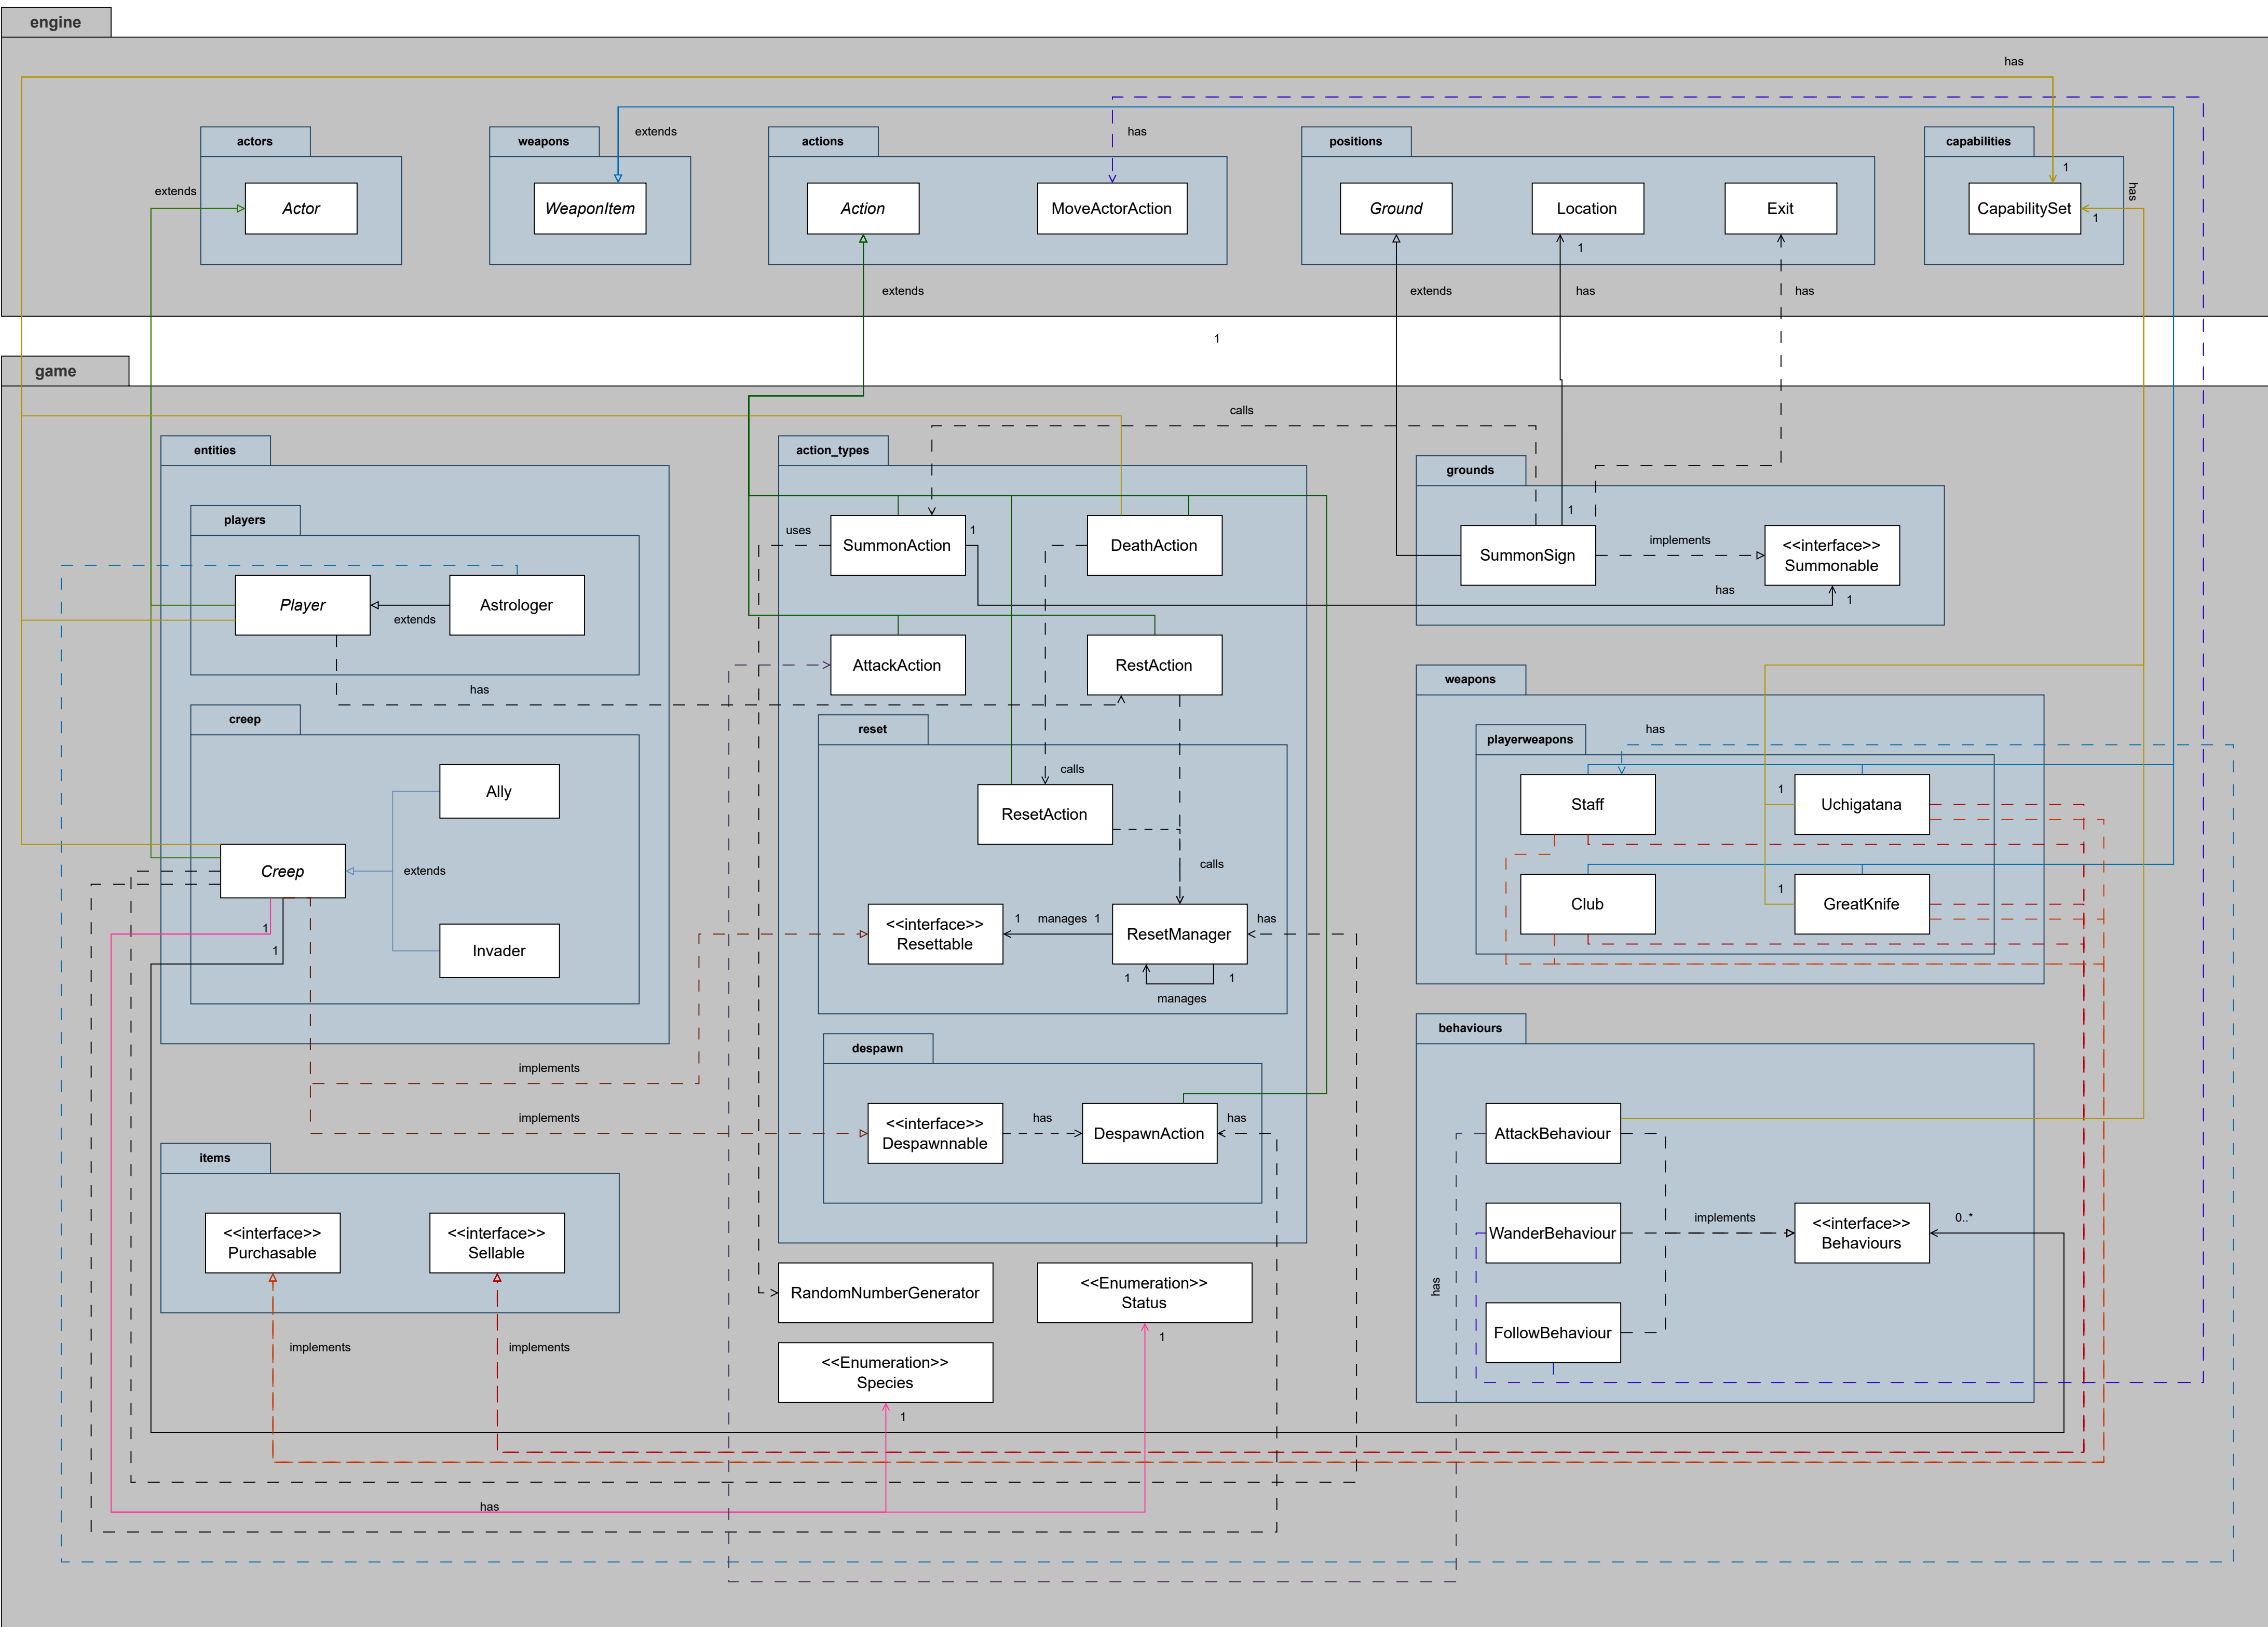 engine
has
actors
extends
Actor
weapons
extends
WeaponItem
actions
has
Action
MoveActorAction
extends
positions
Ground
Location
Exit
1
extends
has
has
capabilities
1
has
CapabilitySet
1
1
game
calls
entities
players
Player
Astrologer
extends
has
creep
Ally
Creep
extends
Invader
1
1
implements
implements
action_types
uses
SummonAction
1
DeathAction
AttackAction
RestAction
reset
calls
ResetAction
calls
<<interface>>
Resettable
1
manages
1
ResetManager
has
1
1
manages
despawn
<<interface>>
Despawnnable
has
DespawnAction
has
grounds
1
SummonSign
implements
<<interface>>
Summonable
has
1
weapons
playerweapons
has
Staff
1
Uchigatana
Club
1
GreatKnife
behaviours
AttackBehaviour
WanderBehaviour
implements
<<interface>>
Behaviours
0..*
has
FollowBehaviour
items
<<interface>>
Purchasable
<<interface>>
Sellable
implements
implements
RandomNumberGenerator
<<Enumeration>>
Status
1
<<Enumeration>>
Species
1
has